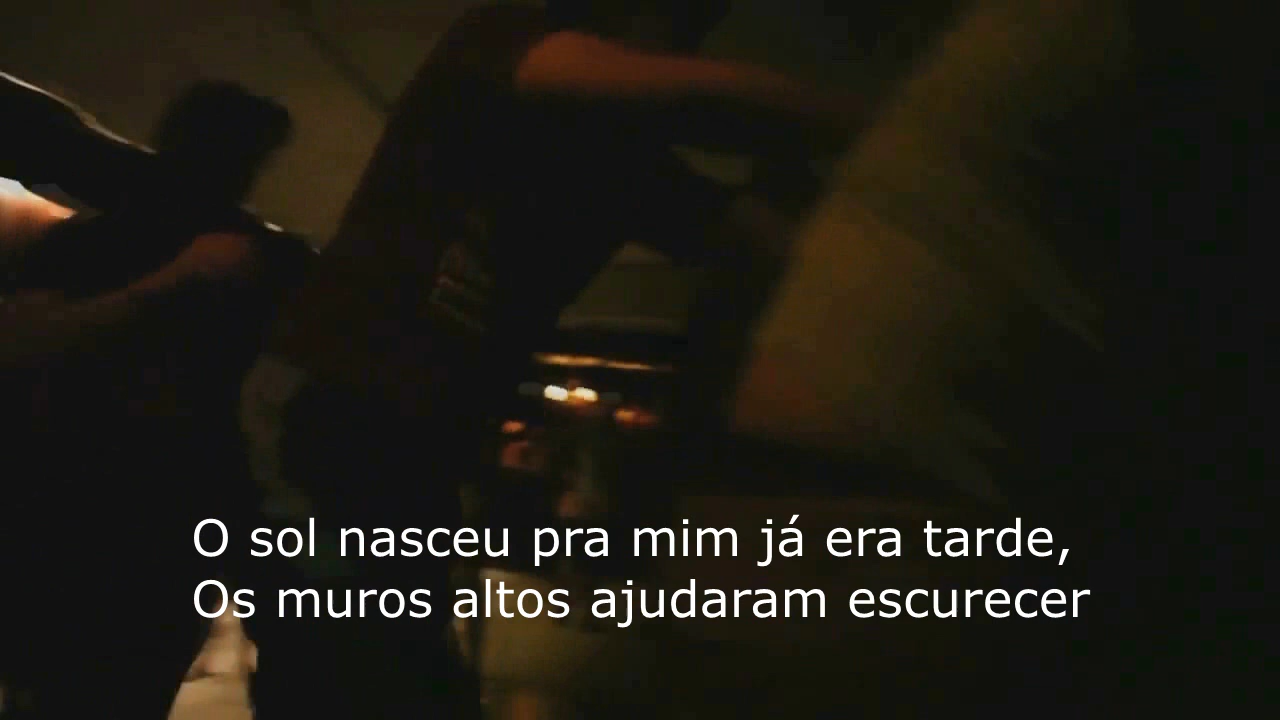 O sol nasceu pra mim já era tarde,
Os muros altos ajudaram escurecer